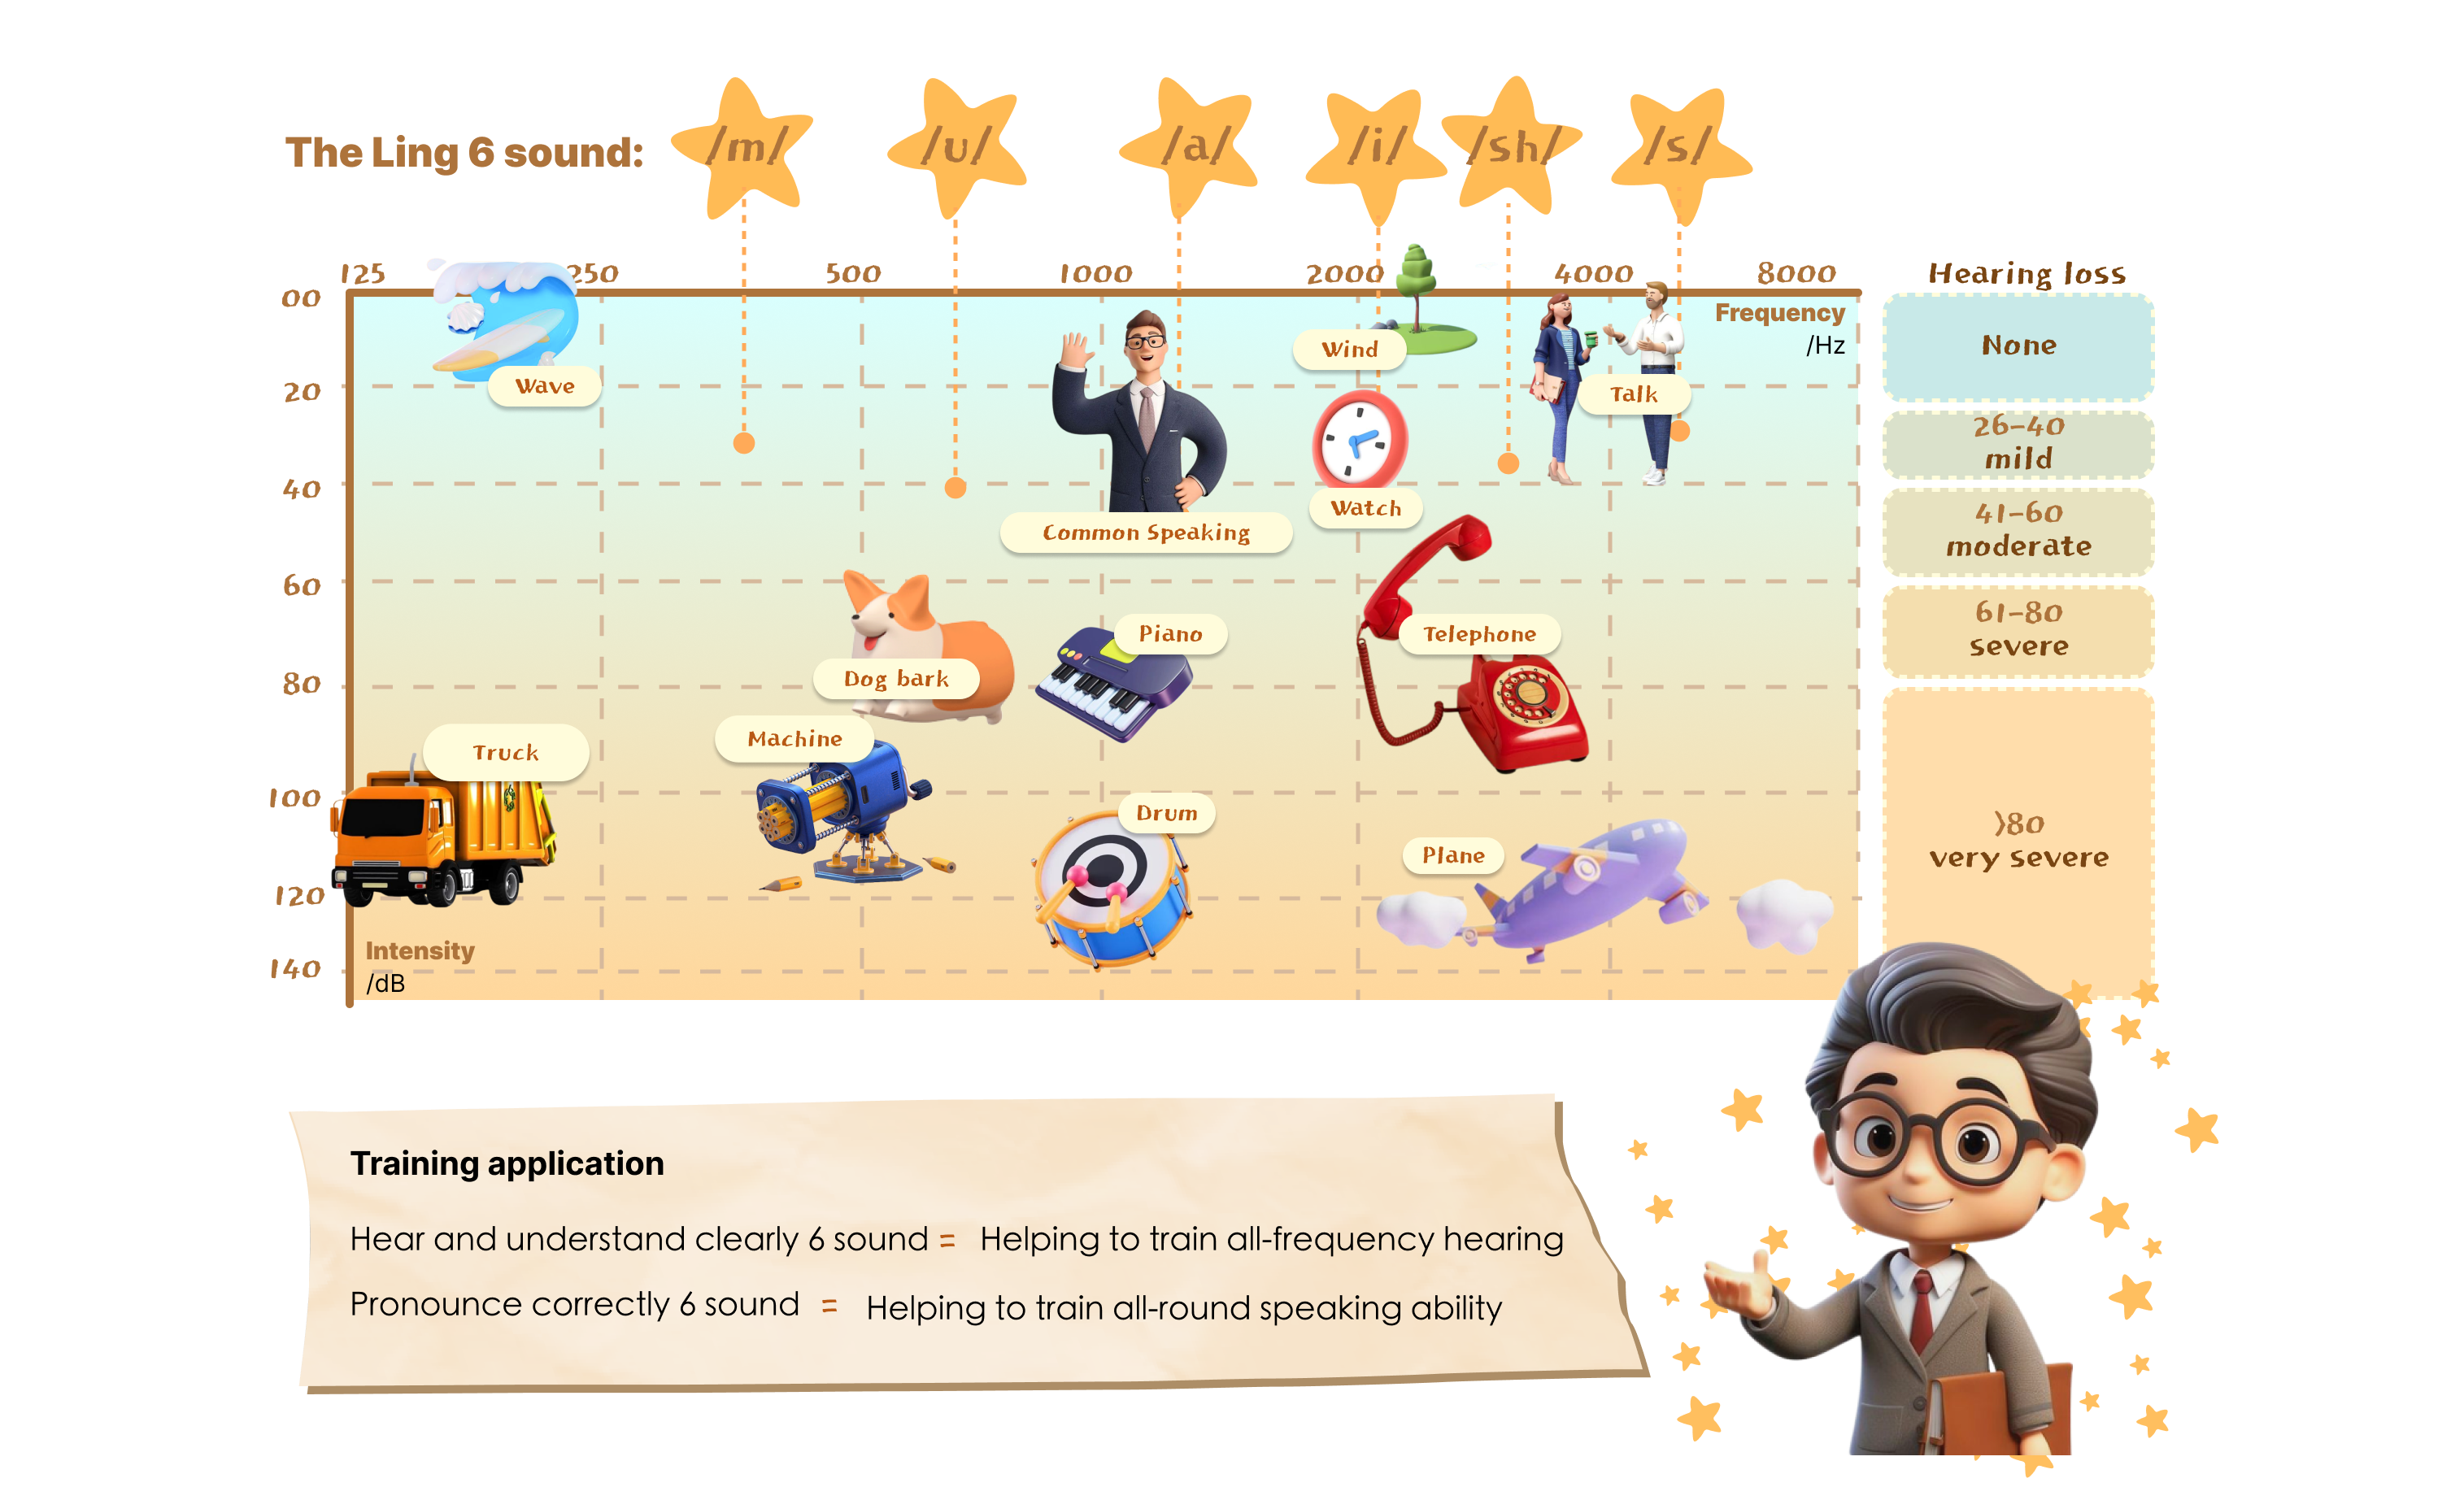 The Ling 6 sound:
/m/
/u/
/a/
/i/
/sh/
/s/
125
250
500
1000
2000
4000
8000
Hearing loss
00
20
40
60
80
100
120
140
Frequency
/Hz
Wave
Wind
Talk
Watch
Common Speaking
Dog bark
Piano
Telephone
Truck
Machine
Drum
Plane
Intensity
/dB
None
26-40
mild
41-60
moderate
61-80
severe
>80
very severe
Training application
Hear and understand clearly 6 sound = Helping to train all-frequency hearing
Pronounce correctly 6 sound = Helping to train all-round speaking ability